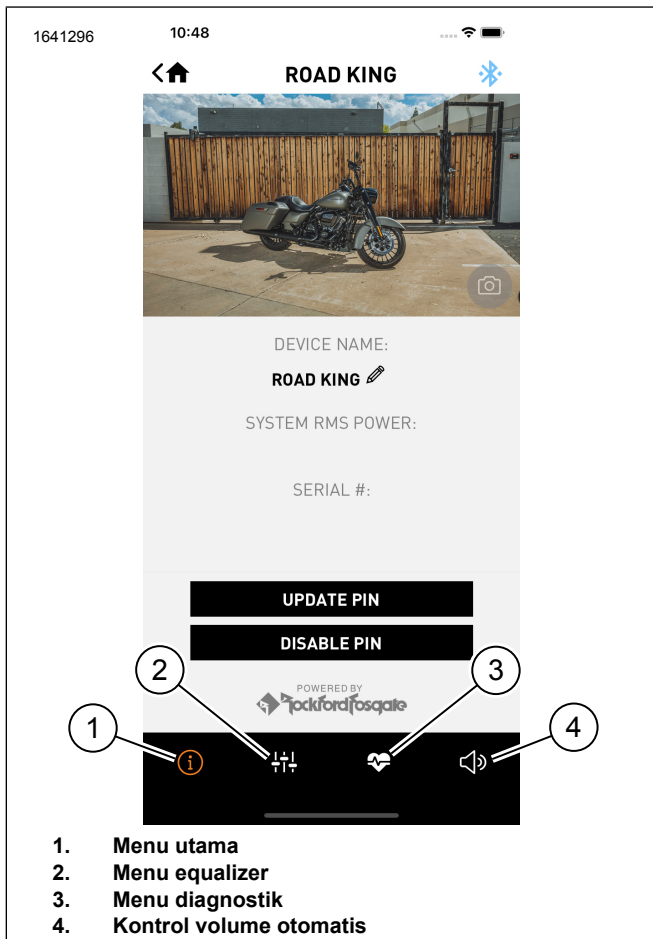 1641296
10:48
ROAD KING
DEVICE NAME:
ROAD KING
SYSTEM RMS POWER:
SERIAL #:
UPDATE PIN
DISABLE PIN
2
3
POWERED BY
Rockford Fosgate
1
4
1. Menu utama
2. Menu equalizer
3. Menu diagnostik
4. Kontrol volume otomatis